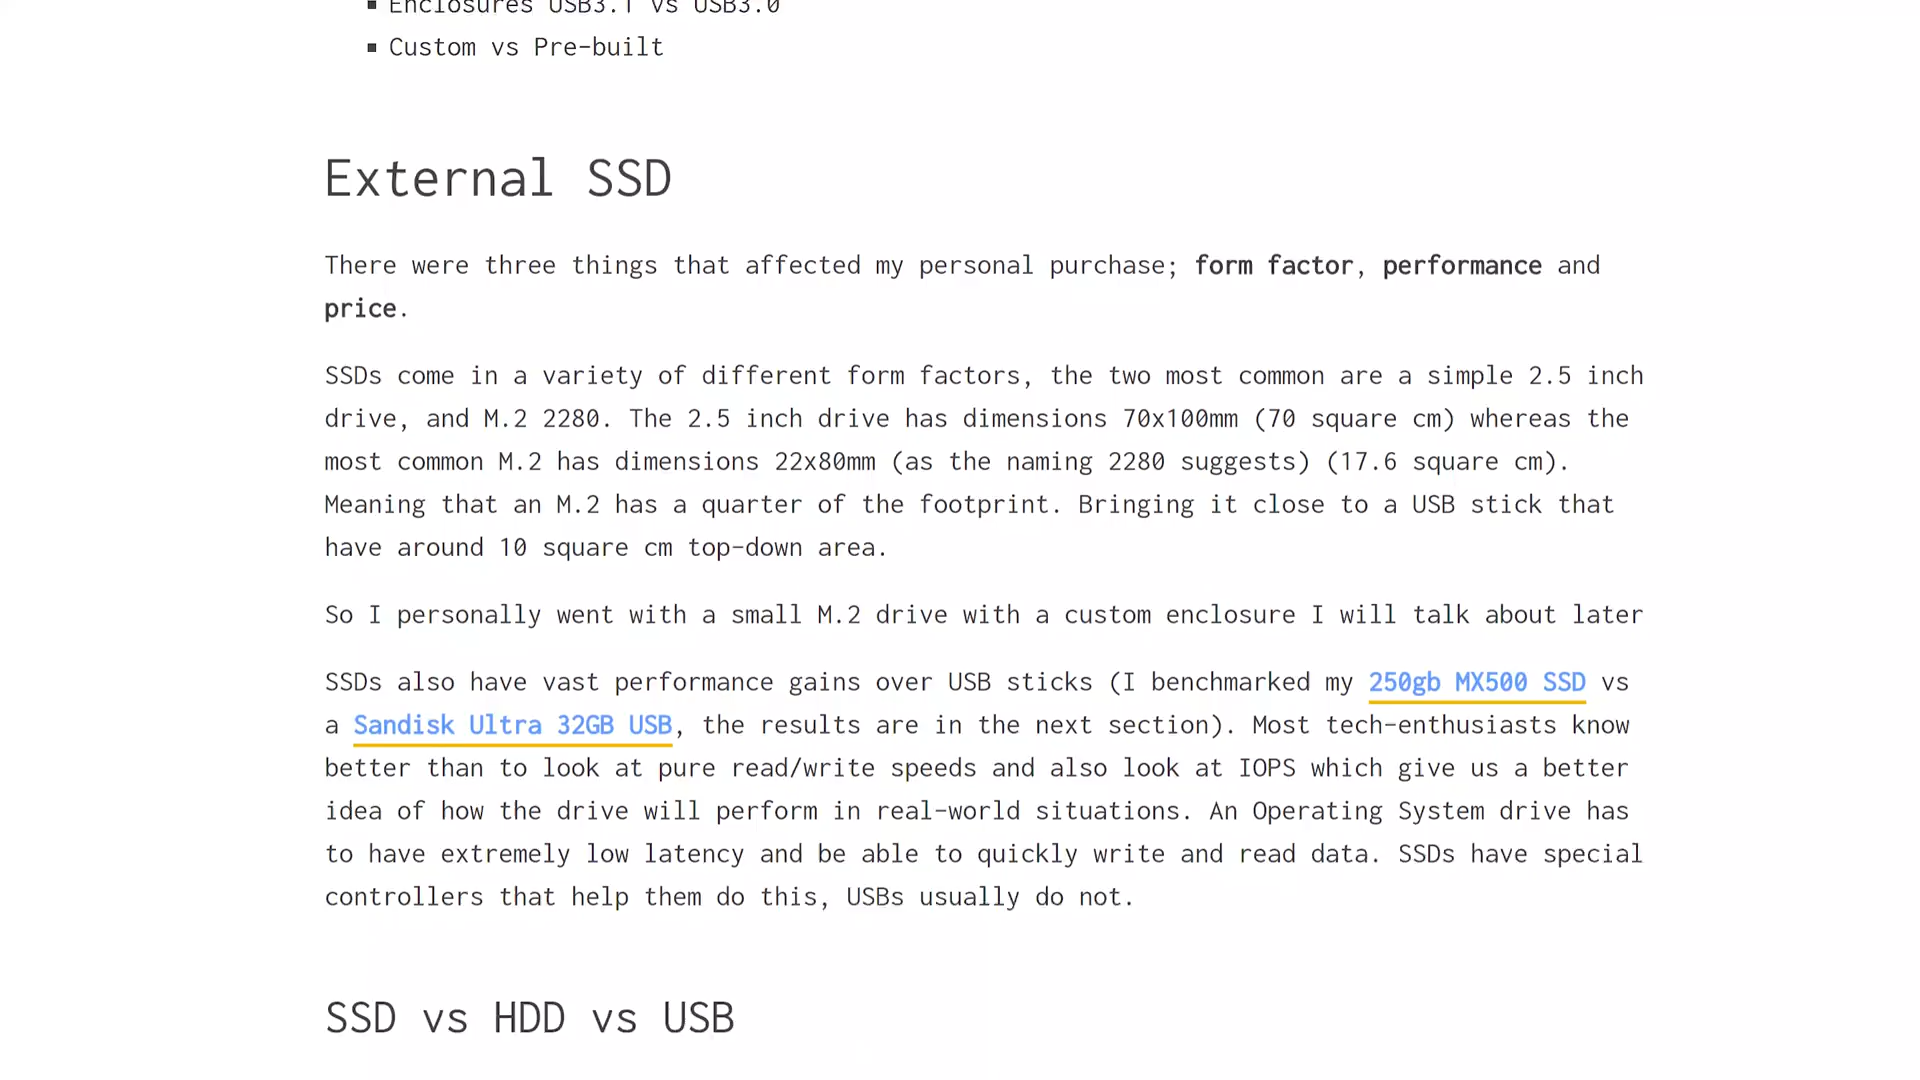 Enclosures USB3.1 vs USB3.0
Custom vs Pre-built
External SSD
There were three things that affected my personal purchase; form factor, performance and
price.
SSDs come in a variety of different form factors, the two most common are a simple 2.5 inch
drive, and M.2 2280. The 2.5 inch drive has dimensions 70x100mm (70 square cm) whereas the
most common M.2 has dimensions 22x80mm (as the naming 2280 suggests) (17.6 square cm).
Meaning that an M.2 has a quarter of the footprint. Bringing it close to a USB stick that
have around 10 square cm top-down area.
So I personally went with a small M.2 drive with a custom enclosure I will talk about later
SSDs also have vast performance gains over USB sticks (I benchmarked my 250gb MX500 SSD vs
a Sandisk Ultra 32GB USB, the results are in the next section). Most tech-enthusiasts know
better than to look at pure read/write speeds and also look at IOPS which give us a better
idea of how the drive will perform in real-world situations. An Operating System drive has
to have extremely low latency and be able to quickly write and read data. SSDs have special
controllers that help them do this, USBs usually do not.
SSD vs HDD vs USB